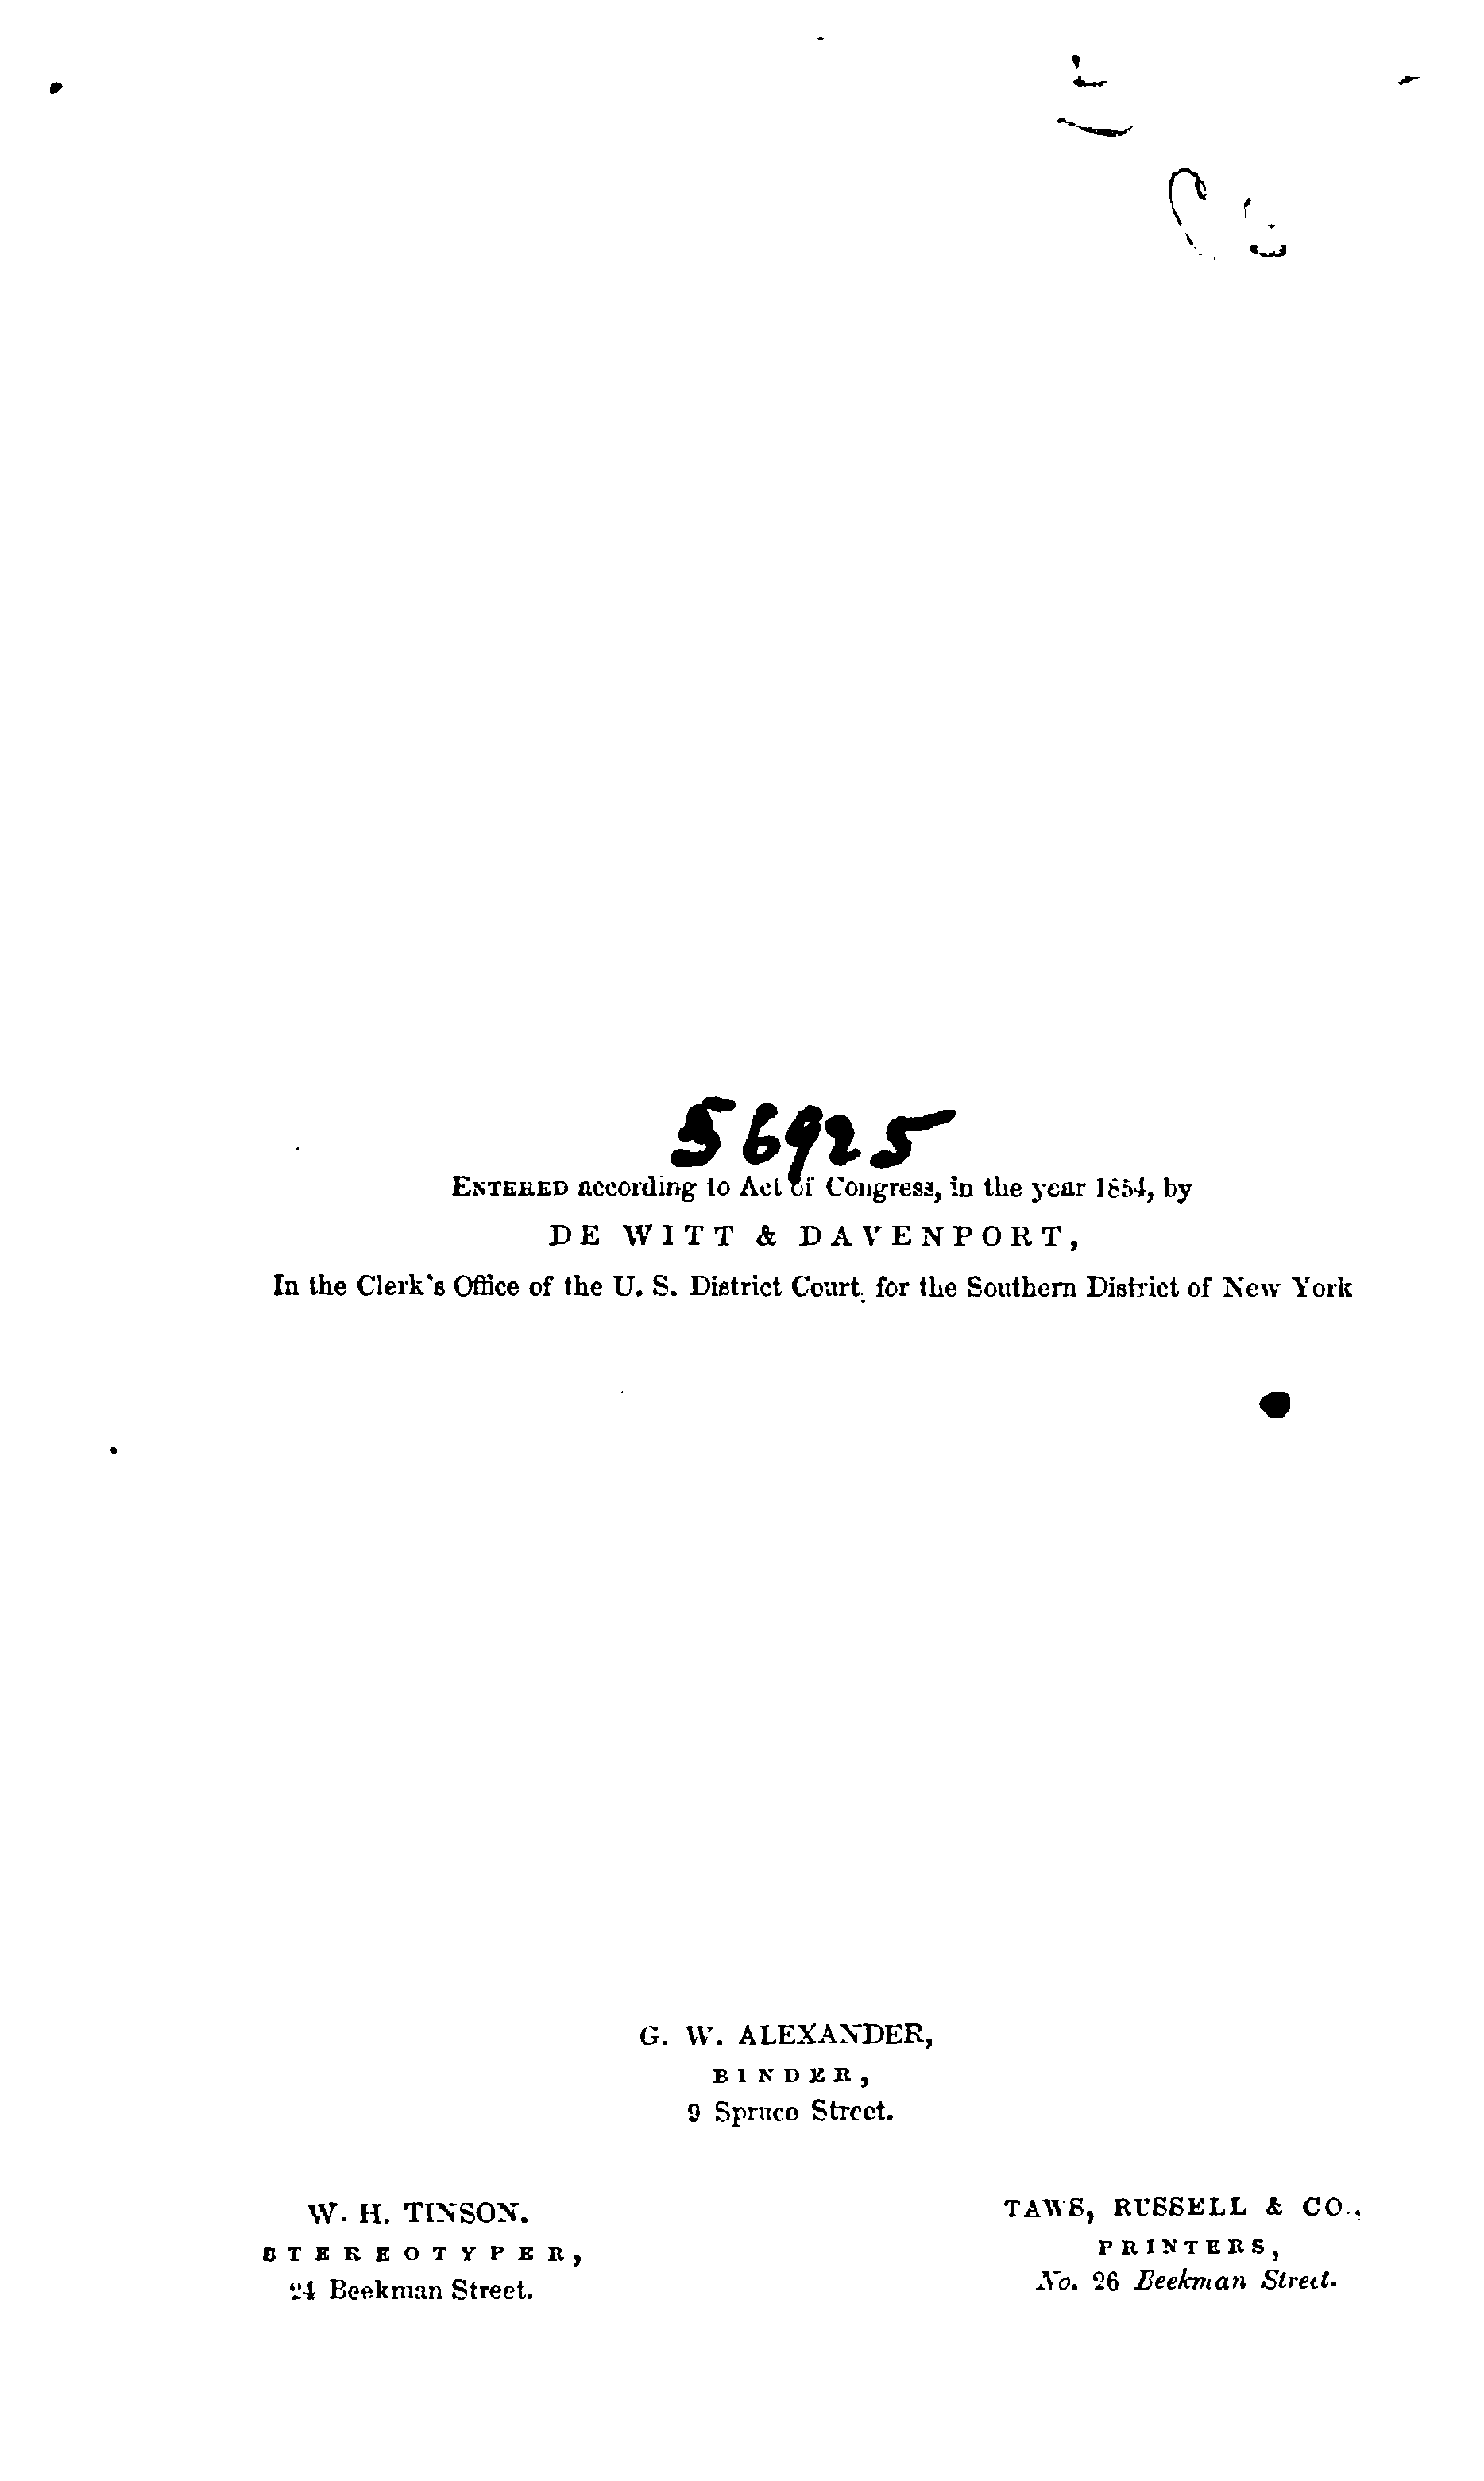 56925
ENTERED according to Act of Congress, in the year 1854, by
DE WITT & DAVENPORT,
In the Clerk's Office of the U. S. District Court, for the Southern District of New York
G. W. ALEXANDER,
BINDER,
9 Spruce Street.
W. H. TINSON.
STEREOTYPER,
24 Beekman Street.
TAWS, RUSSELL & CO.,
PRINTERS,
No. 26 Beekman Street.